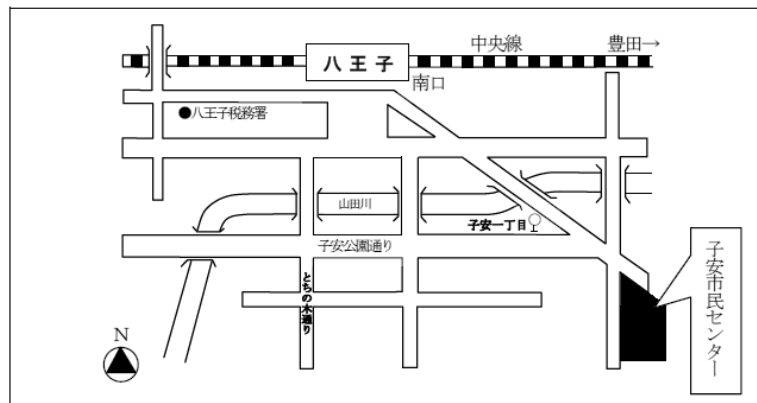 中央線
豊田→
八王子
南口
●八王子税務署
山田川
子安一丁目
子安公園通り
とちの木通り
子安市民センター
N